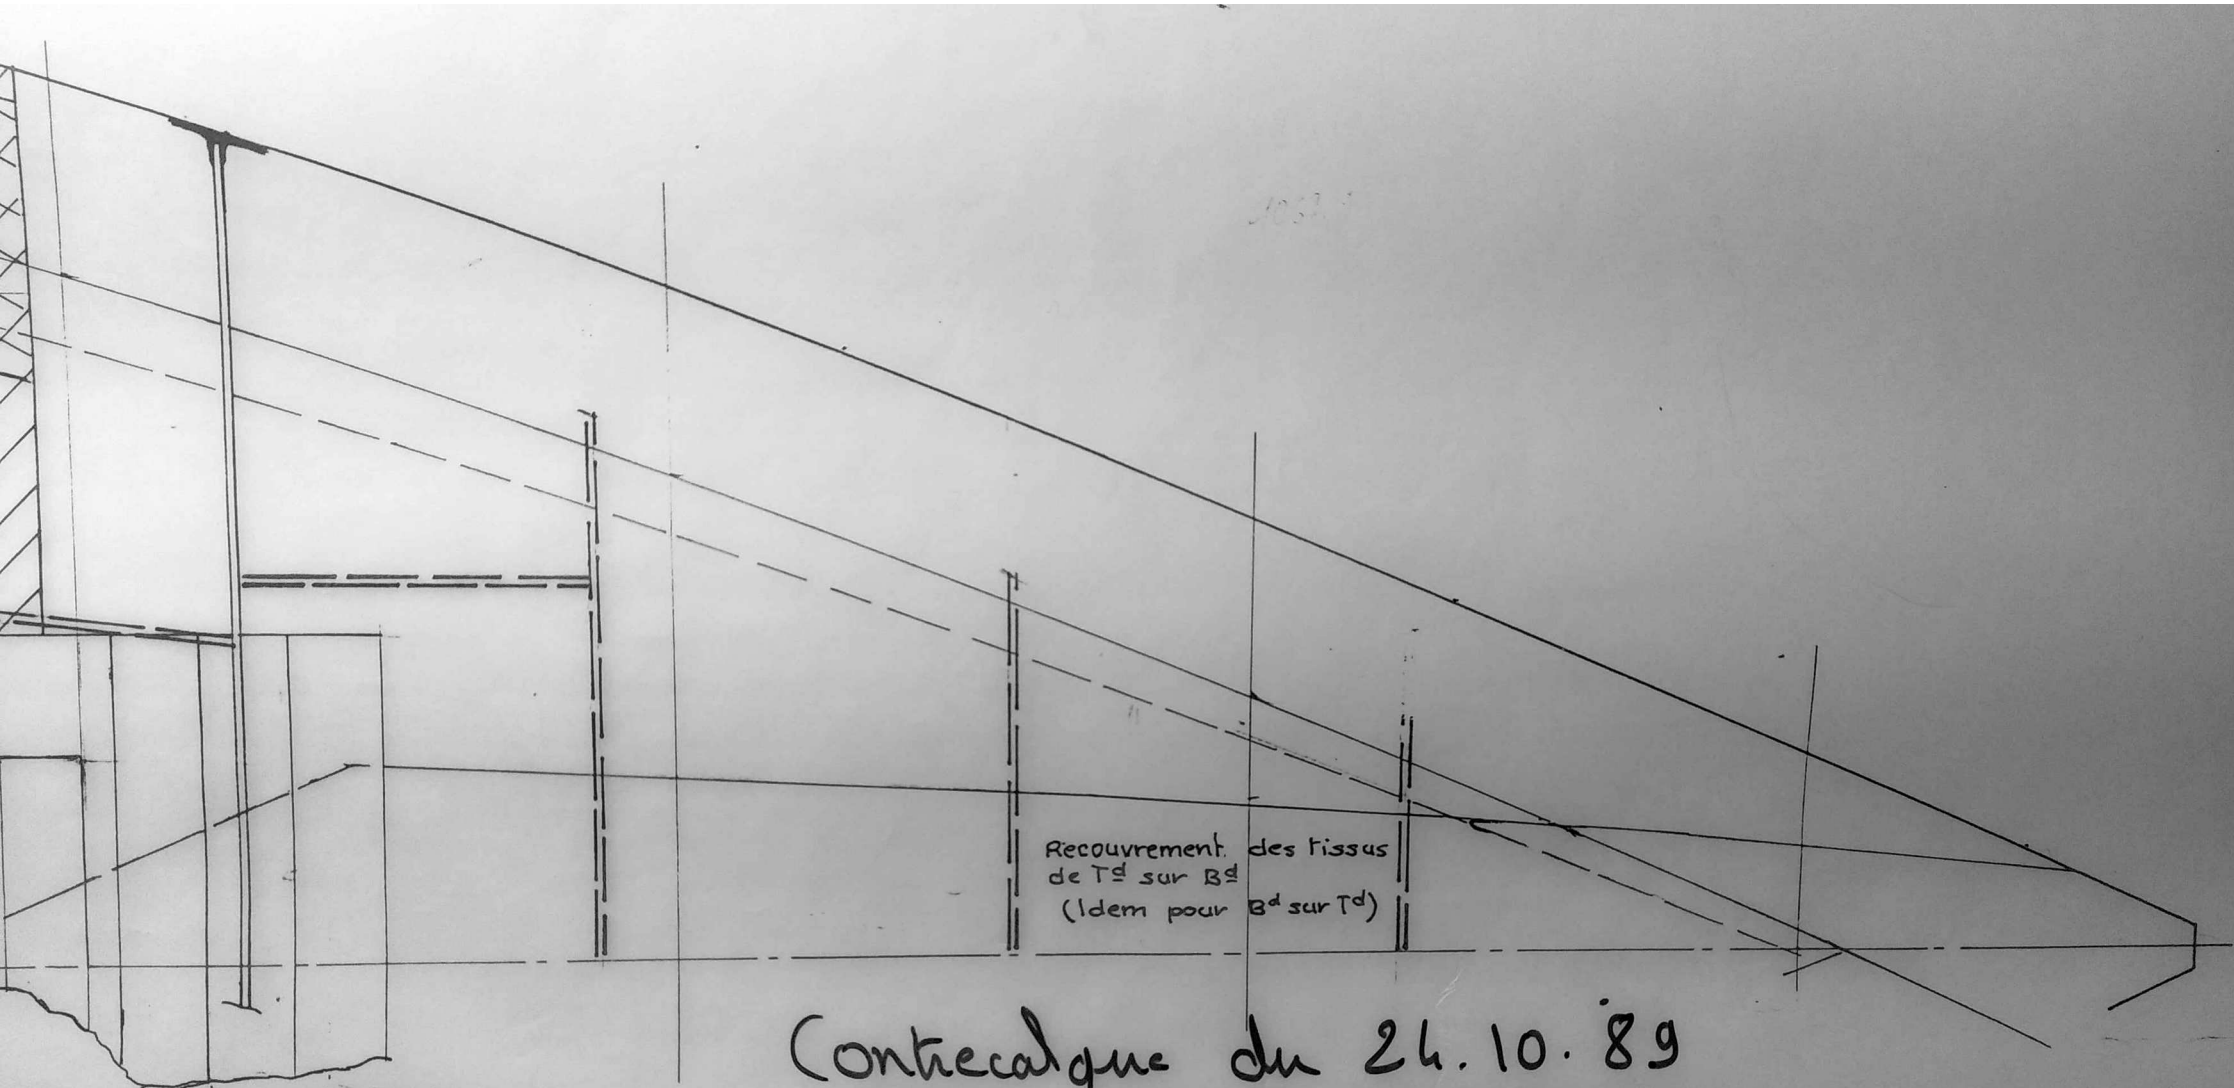 Recouvrement des tissus
de Tᵈ sur Bᵈ
(Idem pour Bᵈ sur Tᵈ)
Contrecalque du 24.10.89